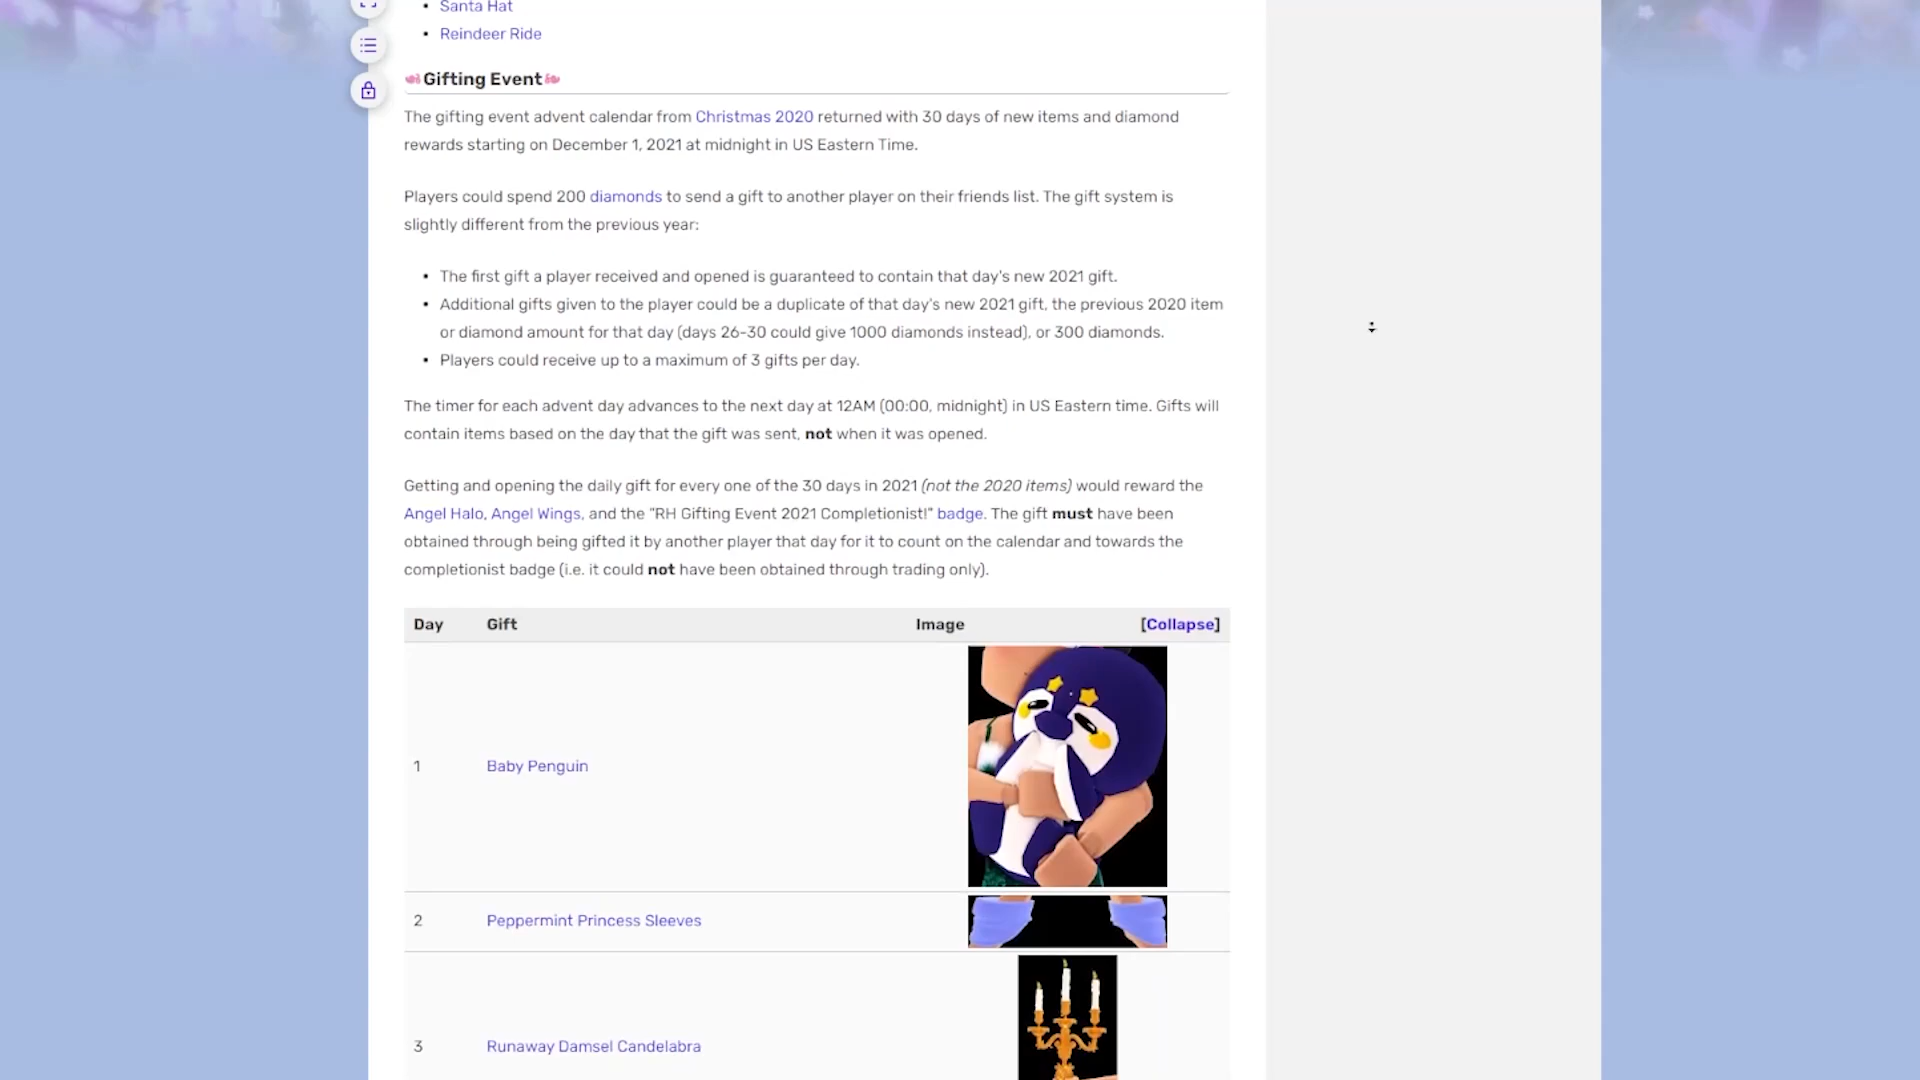 Santa Hat
Reindeer Ride
Gifting Event
The gifting event advent calendar from Christmas 2020 returned with 30 days of new items and diamond
rewards starting on December 1, 2021 at midnight in US Eastern Time.
Players could spend 200 diamonds to send a gift to another player on their friends list. The gift system is
slightly different from the previous year:
The first gift a player received and opened is guaranteed to contain that day's new 2021 gift.
Additional gifts given to the player could be a duplicate of that day's new 2021 gift, the previous 2020 item
or diamond amount for that day (days 26-30 could give 1000 diamonds instead), or 300 diamonds.
Players could receive up to a maximum of 3 gifts per day.
The timer for each advent day advances to the next day at 12AM (00:00, midnight) in US Eastern time. Gifts will
contain items based on the day that the gift was sent, not when it was opened.
Getting and opening the daily gift for every one of the 30 days in 2021 (not the 2020 items) would reward the
Angel Halo, Angel Wings, and the "RH Gifting Event 2021 Completionist!" badge. The gift must have been
obtained through being gifted it by another player that day for it to count on the calendar and towards the
completionist badge (i.e. it could not have been obtained through trading only).
Day Gift Image [Collapse]
1 Baby Penguin
2 Peppermint Princess Sleeves
3 Runaway Damsel Candelabra